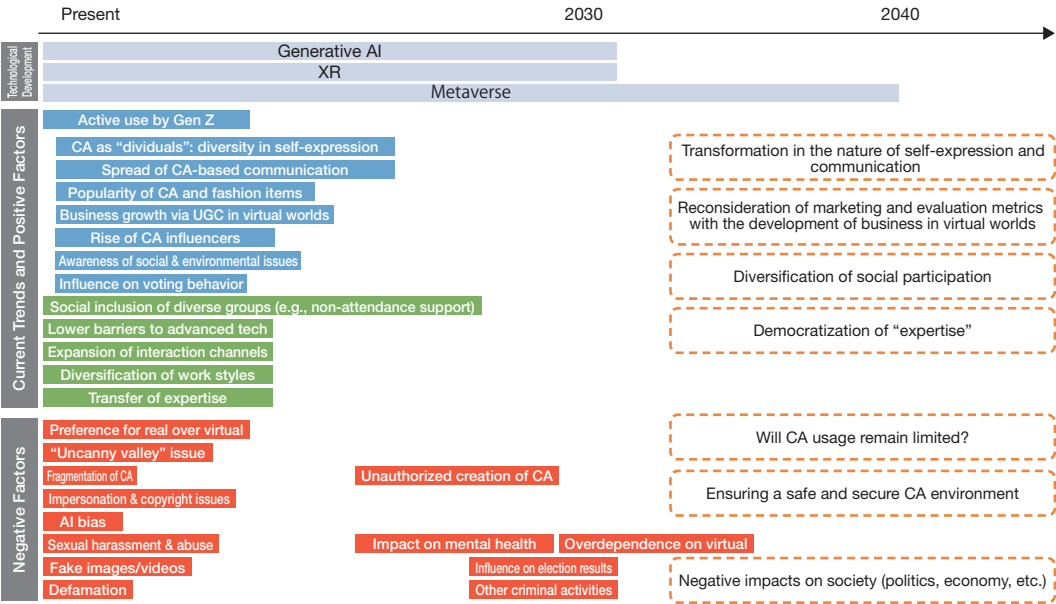 Present
2030
2040
Technological
Development
Generative AI
XR
Metaverse
Current Trends and Positive Factors
Active use by Gen Z
CA as “dividuals”: diversity in self-expression
Spread of CA-based communication
Popularity of CA and fashion items
Business growth via UGC in virtual worlds
Rise of CA influencers
Awareness of social & environmental issues
Influence on voting behavior
Social inclusion of diverse groups (e.g., non-attendance support)
Lower barriers to advanced tech
Expansion of interaction channels
Diversification of work styles
Transfer of expertise
Transformation in the nature of self-expression and
communication
Reconsideration of marketing and evaluation metrics
with the development of business in virtual worlds
Diversification of social participation
Democratization of “expertise”
Negative Factors
Preference for real over virtual
“Uncanny valley” issue
Fragmentation of CA
Unauthorized creation of CA
Impersonation & copyright issues
AI bias
Sexual harassment & abuse
Impact on mental health
Overdependence on virtual
Fake images/videos
Influence on election results
Defamation
Other criminal activities
Will CA usage remain limited?
Ensuring a safe and secure CA environment
Negative impacts on society (politics, economy, etc.)